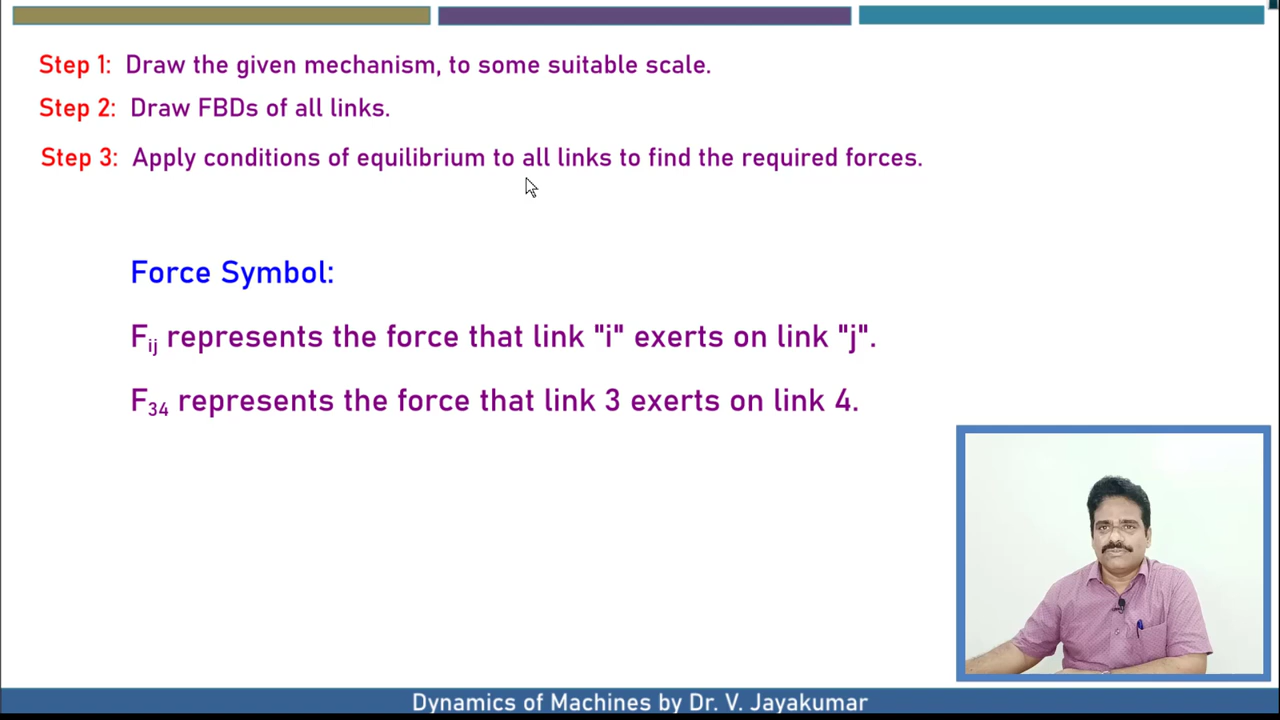 Step 1: Draw the given mechanism, to some suitable scale.
Step 2: Draw FBDs of all links.
Step 3: Apply conditions of equilibrium to all links to find the required forces.
Force Symbol:
Fij represents the force that link "i" exerts on link "j".
F34 represents the force that link 3 exerts on link 4.
Dynamics of Machines by Dr. V. Jayakumar